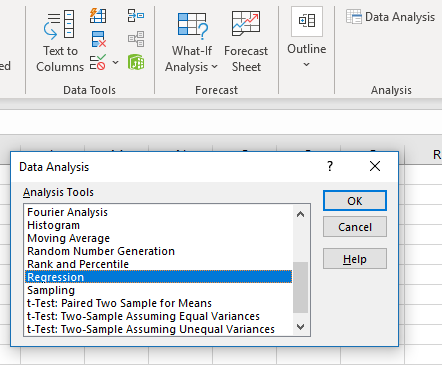 ed
Text to
Columns
What-If
Analysis
Forecast
Sheet
Outline
Data Analysis
Data Tools
Forecast
Analysis
R
Data Analysis
?
Analysis Tools
Fourier Analysis
Histogram
Moving Average
Random Number Generation
Rank and Percentile
Regression
Sampling
t-Test: Paired Two Sample for Means
t-Test: Two-Sample Assuming Equal Variances
t-Test: Two-Sample Assuming Unequal Variances
OK
Cancel
Help